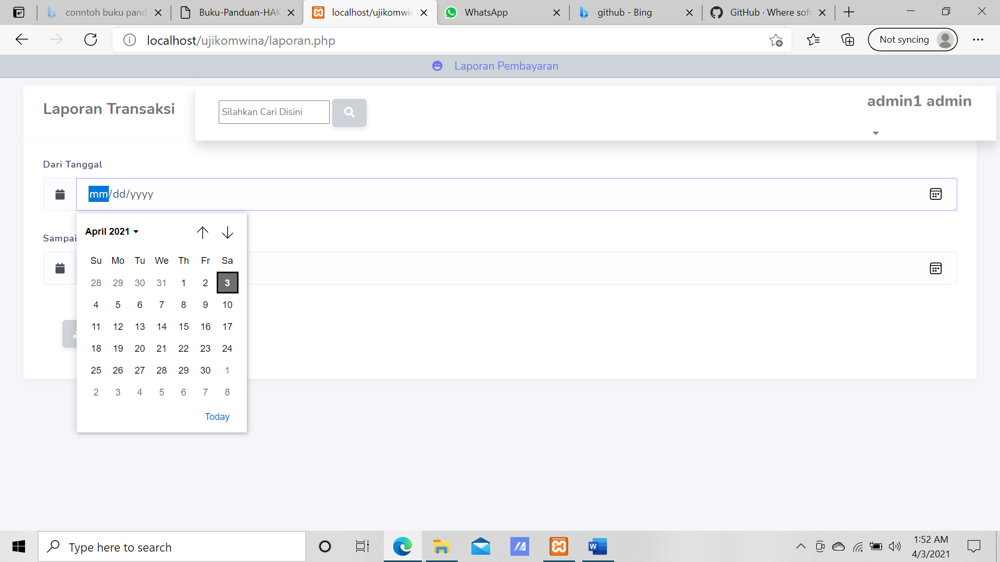 conntoh buku pand
Buku-Panduan-HAK
localhost/ujikomwin
WhatsApp
github - Bing
GitHub · Where soft
localhost/ujikomwina/laporan.php
Not syncing
Laporan Pembayaran
Laporan Transaksi
Silahkan Cari Disini
admin1 admin
Dari Tanggal
mm/dd/yyyy
Sampai
April 2021
Su Mo Tu We Th Fr Sa
28 29 30 31 1 2 3
4 5 6 7 8 9 10
11 12 13 14 15 16 17
18 19 20 21 22 23 24
25 26 27 28 29 30 1
2 3 4 5 6 7 8
Today
Type here to search
1:52 AM
4/3/2021